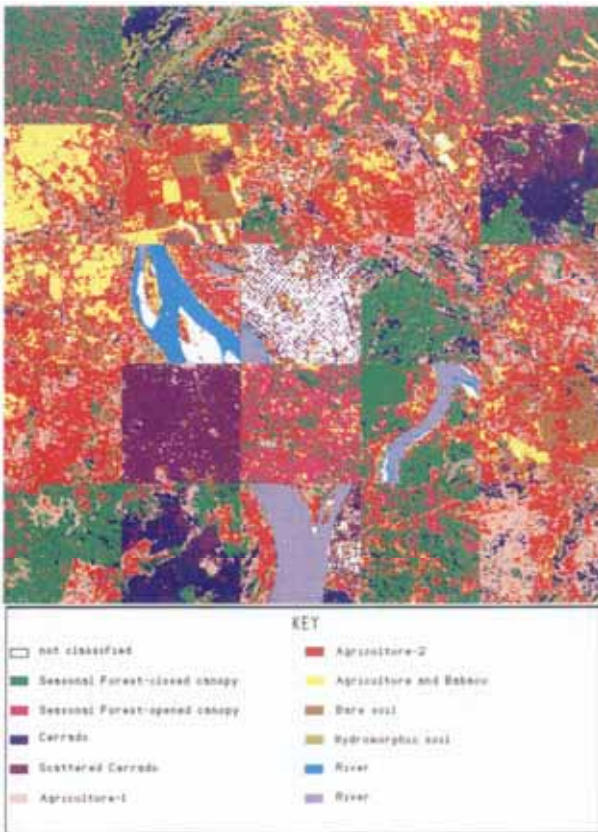 KEY
not classified
Seasonal Forest-closed canopy
Seasonal Forest-opened canopy
Cerrado
Scattered Cerrado
Agriculture-1
Agriculture-2
Agriculture and Babacu
Bare soil
Hydromorphic soil
River
River